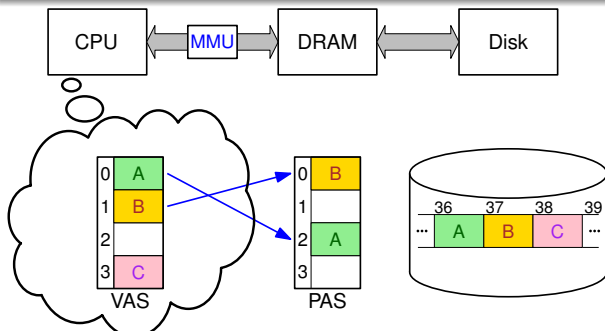 CPU MMU DRAM Disk
0 A 0 B 36 37 38 39
1 B 1 ... A B C ...
2 2 A
3 C 3
VAS PAS